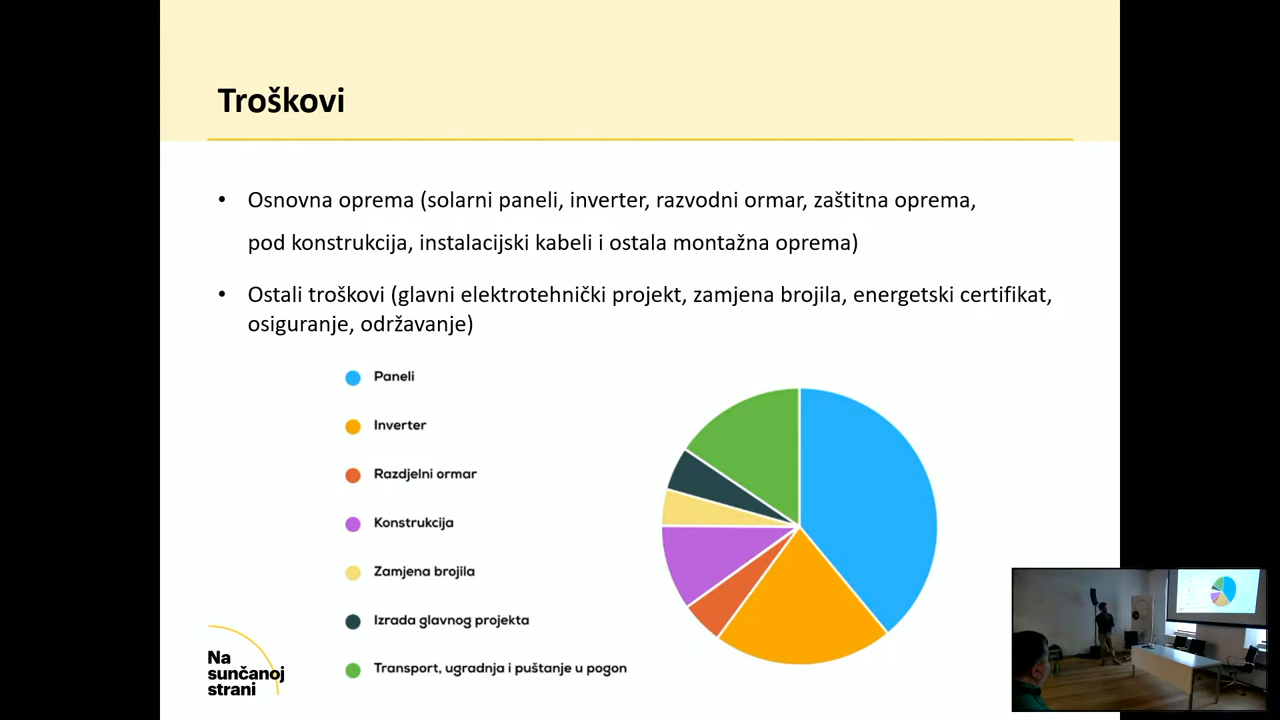 Troškovi
• Osnovna oprema (solarni paneli, inverter, razvodni ormar, zaštitna oprema,
pod konstrukcija, instalacijski kabeli i ostala montažna oprema)
• Ostali troškovi (glavni elektrotehnički projekt, zamjena brojila, energetski certifikat,
osiguranje, održavanje)
Paneli
Inverter
Razdjelni ormar
Konstrukcija
Zamjena brojila
Izrada glavnog projekta
Transport, ugradnja i puštanje u pogon
Na
sunčanoj
strani